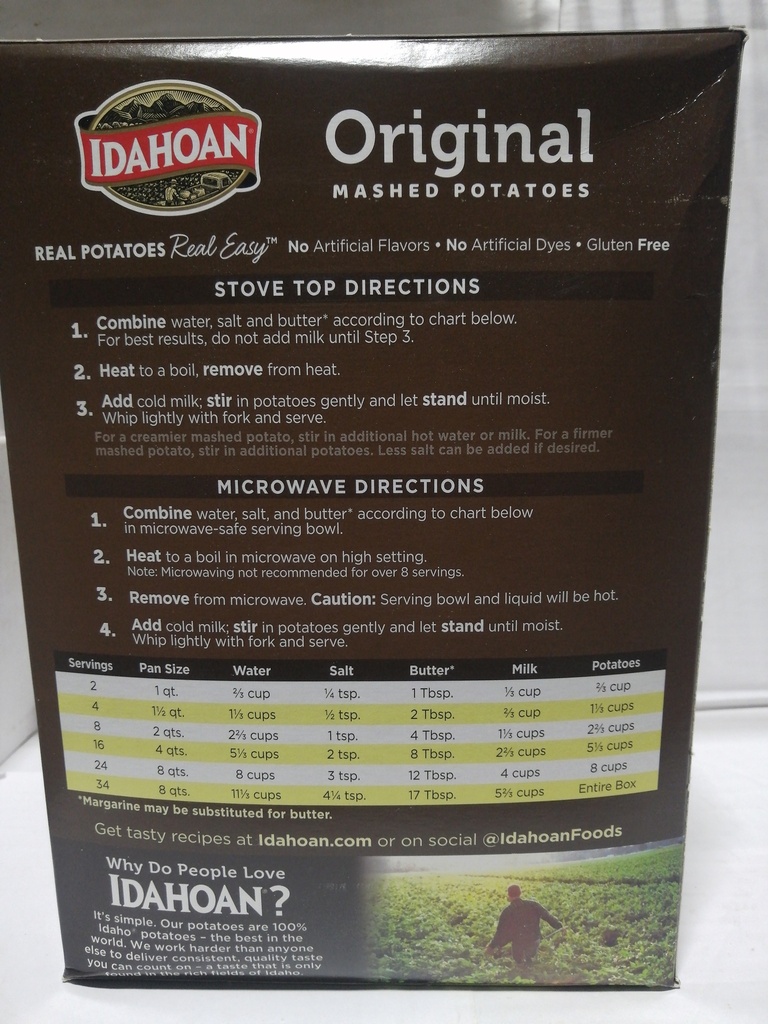 IDAHOAN®
Original
MASHED POTATOES
REAL POTATOES Real Easy™ No Artificial Flavors • No Artificial Dyes • Gluten Free
STOVE TOP DIRECTIONS
1. Combine water, salt and butter* according to chart below.
For best results, do not add milk until Step 3.
2. Heat to a boil, remove from heat.
3. Add cold milk; stir in potatoes gently and let stand until moist.
Whip lightly with fork and serve.
For a creamier mashed potato, stir in additional hot water or milk. For a firmer
mashed potato, stir in additional potatoes. Less salt can be added if desired.
MICROWAVE DIRECTIONS
1. Combine water, salt, and butter* according to chart below
in microwave-safe serving bowl.
2. Heat to a boil in microwave on high setting.
Note: Microwaving not recommended for over 8 servings.
3. Remove from microwave. Caution: Serving bowl and liquid will be hot.
4. Add cold milk; stir in potatoes gently and let stand until moist.
Whip lightly with fork and serve.
Servings Pan Size Water Salt Butter* Milk Potatoes
2 1 qt. ⅔ cup ¼ tsp. 1 Tbsp. ⅓ cup ⅔ cup
4 1½ qt. 1⅓ cups ½ tsp. 2 Tbsp. ⅔ cup 1⅓ cups
8 2 qts. 2⅔ cups 1 tsp. 4 Tbsp. 1⅓ cups 2⅔ cups
16 4 qts. 5⅓ cups 2 tsp. 8 Tbsp. 2⅔ cups 5⅓ cups
24 8 qts. 8 cups 3 tsp. 12 Tbsp. 4 cups 8 cups
34 8 qts. 11⅓ cups 4¼ tsp. 17 Tbsp. 5⅔ cups Entire Box
*Margarine may be substituted for butter.
Get tasty recipes at Idahoan.com or on social @IdahoanFoods
Why Do People Love
IDAHOAN®?
It's simple. Our potatoes are 100%
Idaho® potatoes – the best in the
world. We work harder than anyone
else to deliver consistent, quality taste
you can count on – a taste that is only
found in the rich fields of Idaho.